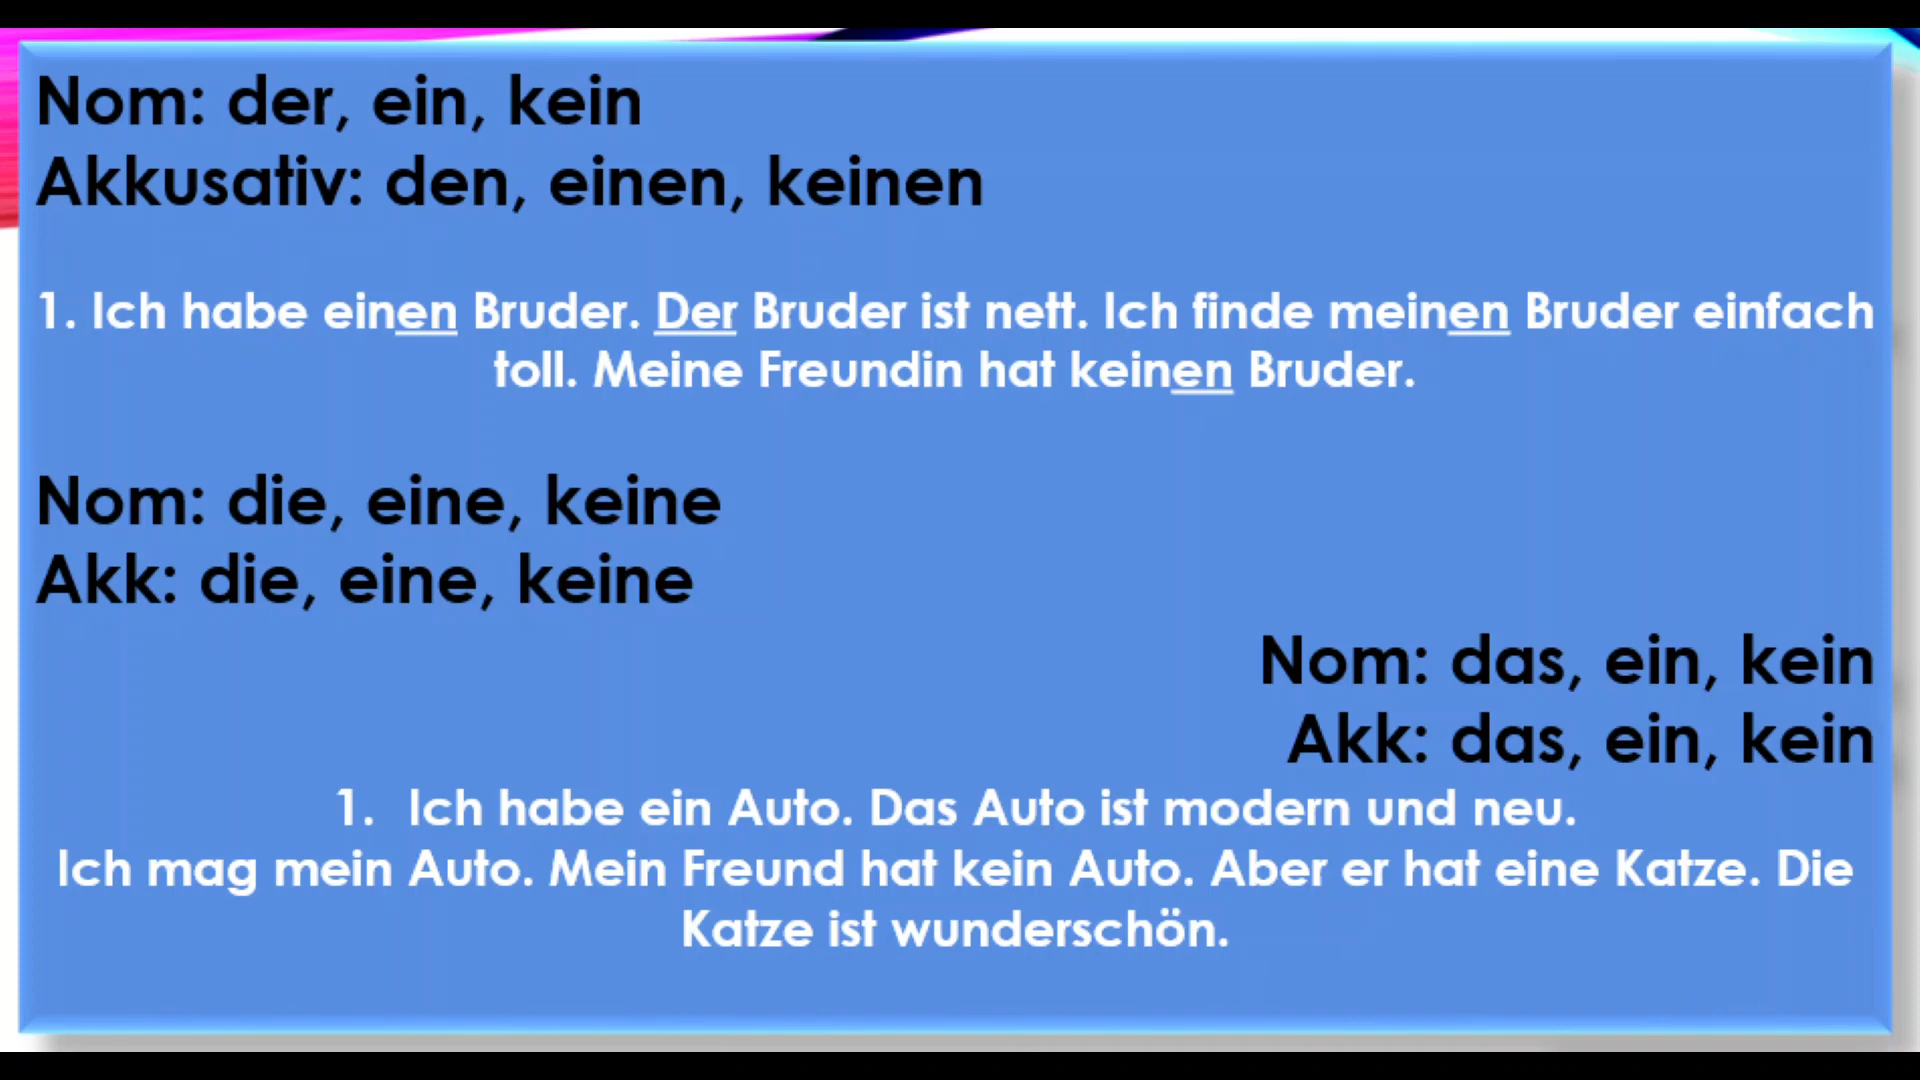 Nom: der, ein, kein
Akkusativ: den, einen, keinen
1. Ich habe einen Bruder. Der Bruder ist nett. Ich finde meinen Bruder einfach
toll. Meine Freundin hat keinen Bruder.
Nom: die, eine, keine
Akk: die, eine, keine
Nom: das, ein, kein
Akk: das, ein, kein
1. Ich habe ein Auto. Das Auto ist modern und neu.
Ich mag mein Auto. Mein Freund hat kein Auto. Aber er hat eine Katze. Die
Katze ist wunderschön.